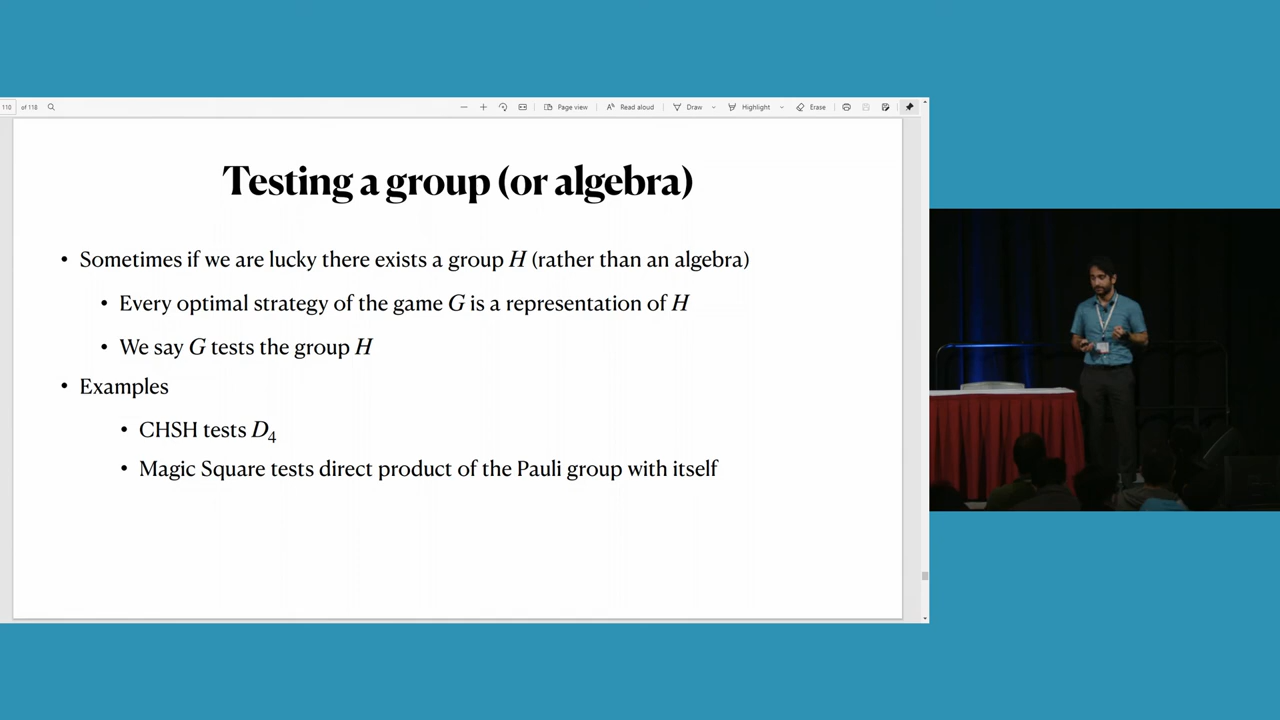 110 of 118 Page view Read aloud Draw Highlight Erase
Testing a group (or algebra)
• Sometimes if we are lucky there exists a group H (rather than an algebra)
• Every optimal strategy of the game G is a representation of H
• We say G tests the group H
• Examples
• CHSH tests D₄
• Magic Square tests direct product of the Pauli group with itself